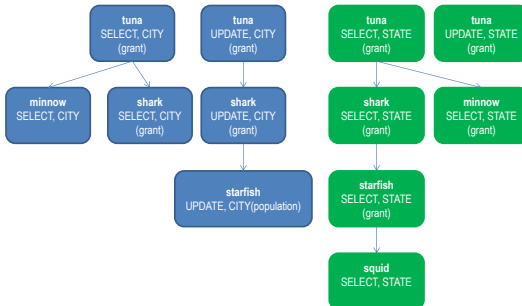 tuna
SELECT, CITY
(grant)
tuna
UPDATE, CITY
(grant)
tuna
SELECT, STATE
(grant)
tuna
UPDATE, STATE
(grant)
minnow
SELECT, CITY
shark
SELECT, CITY
(grant)
shark
UPDATE, CITY
(grant)
shark
SELECT, STATE
(grant)
minnow
SELECT, STATE
(grant)
starfish
UPDATE, CITY(population)
starfish
SELECT, STATE
(grant)
squid
SELECT, STATE